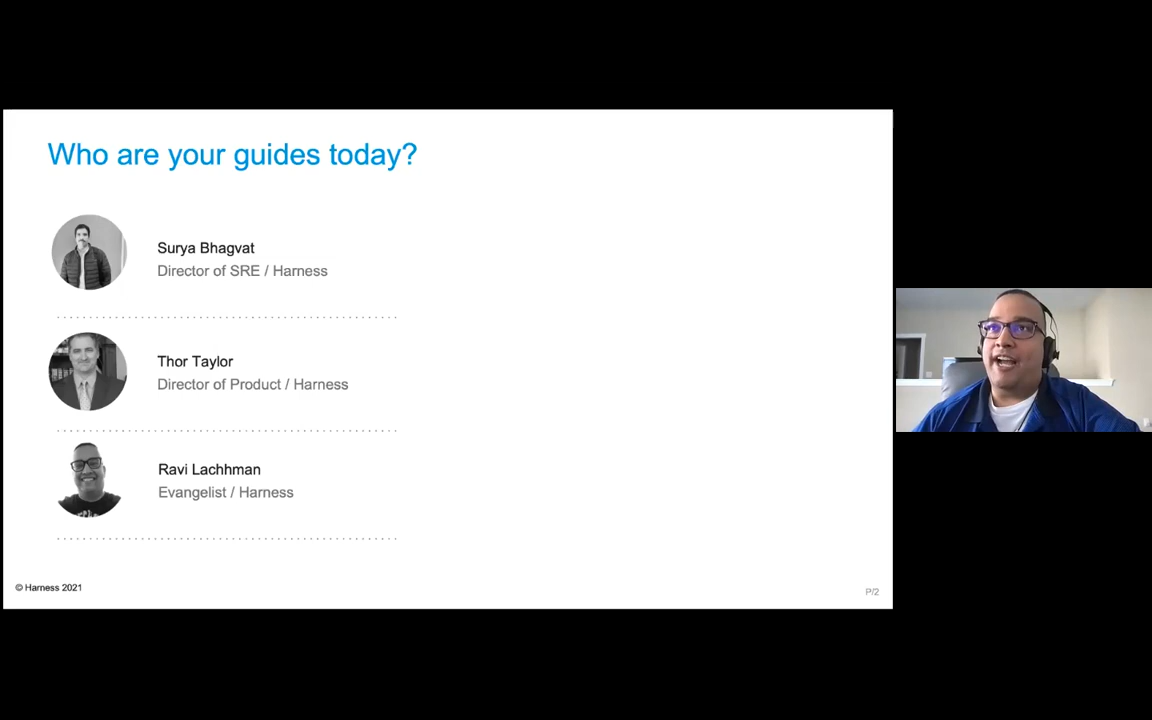 Who are your guides today?
Surya Bhagvat
Director of SRE / Harness
Thor Taylor
Director of Product / Harness
Ravi Lachhman
Evangelist / Harness
© Harness 2021
P/2